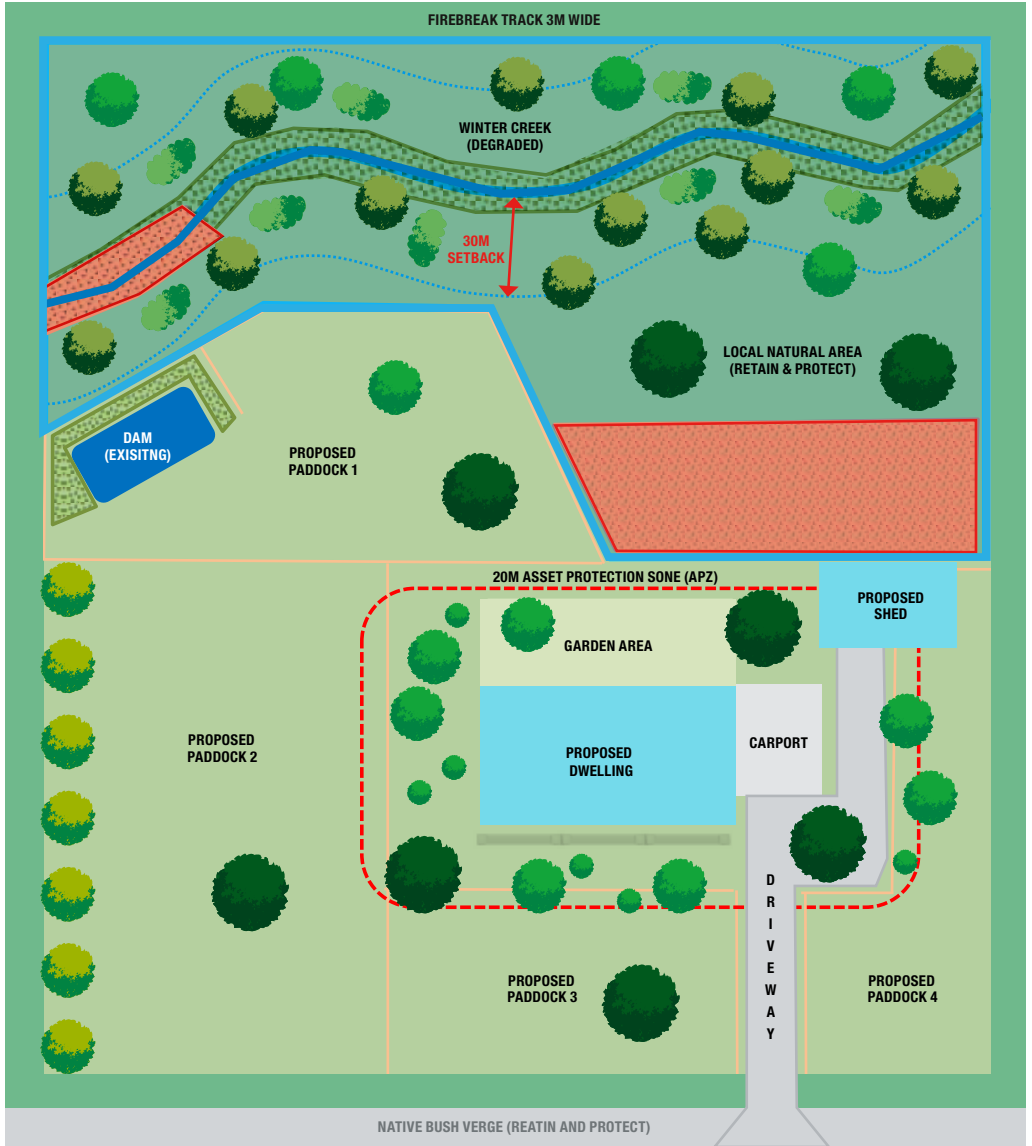 FIREBREAK TRACK 3M WIDE
WINTER CREEK
(DEGRADED)
30M
SETBACK
LOCAL NATURAL AREA
(RETAIN & PROTECT)
DAM
(EXISITNG)
PROPOSED
PADDOCK 1
20M ASSET PROTECTION SONE (APZ)
PROPOSED
SHED
GARDEN AREA
PROPOSED
PADDOCK 2
PROPOSED
DWELLING
CARPORT
DRIVEWAY
PROPOSED
PADDOCK 3
PROPOSED
PADDOCK 4
NATIVE BUSH VERGE (REATIN AND PROTECT)